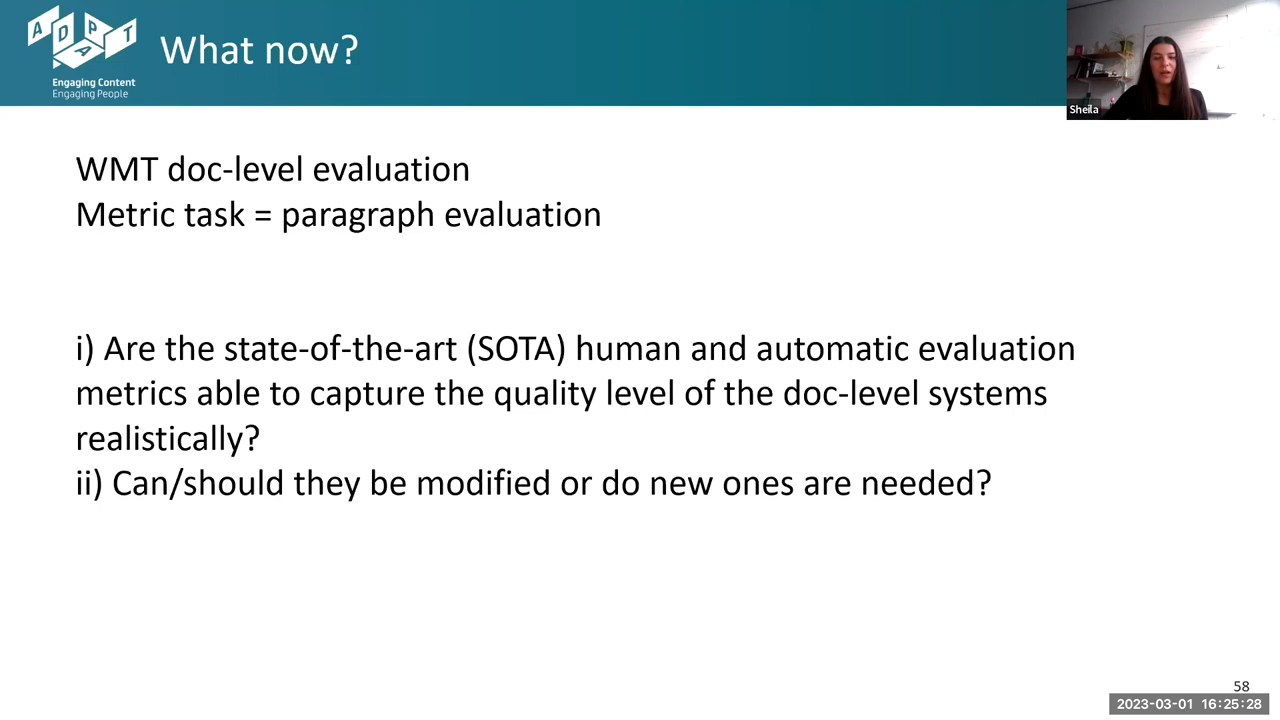 ADAPT
Engaging Content
Engaging People
What now?
Sheila
WMT doc-level evaluation
Metric task = paragraph evaluation
i) Are the state-of-the-art (SOTA) human and automatic evaluation
metrics able to capture the quality level of the doc-level systems
realistically?
ii) Can/should they be modified or do new ones are needed?
58
2023-03-01 16:25:28